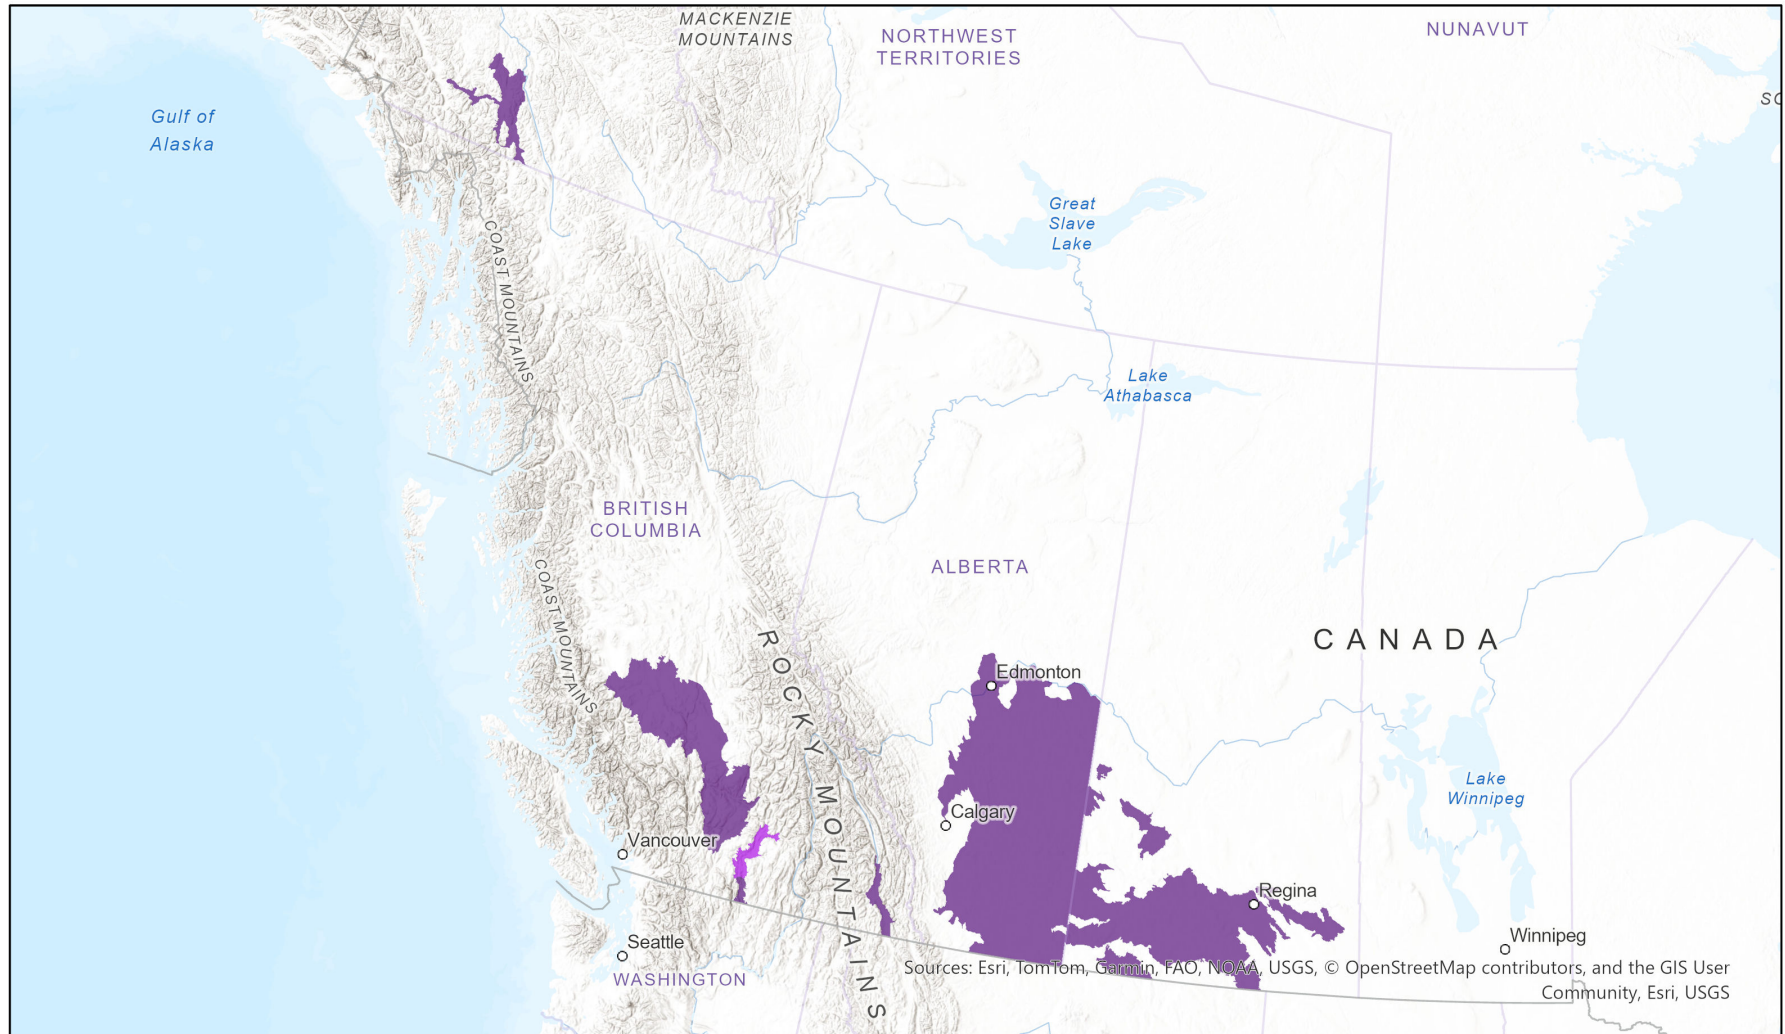 MACKENZIE
MOUNTAINS
NORTHWEST
TERRITORIES
NUNAVUT
Gulf of
Alaska
SO
Great
Slave
Lake
COAST MOUNTAINS
Lake
Athabasca
BRITISH
COLUMBIA
ALBERTA
COAST MOUNTAINS
ROCKY MOUNTAINS
CANADA
Edmonton
Lake
Winnipeg
Calgary
Vancouver
Regina
Seattle
Winnipeg
WASHINGTON
Sources: Esri, TomTom, Garmin, FAO, NOAA, USGS, © OpenStreetMap contributors, and the GIS User
Community, Esri, USGS